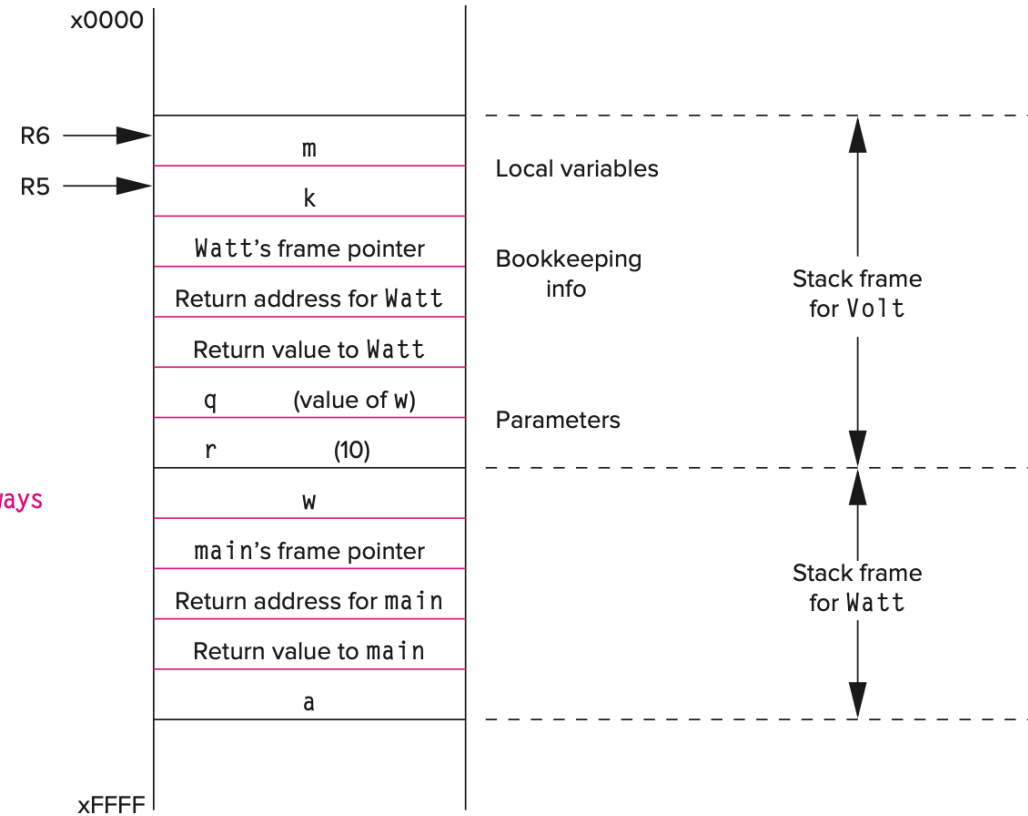 x0000
R6
m
Local variables
R5
k
Watt's frame pointer
Bookkeeping
info
Return address for Watt
Stack frame
for Volt
Return value to Watt
q (value of w)
Parameters
r (10)
w
main's frame pointer
Return address for main
Stack frame
for Watt
Return value to main
a
xFFFF